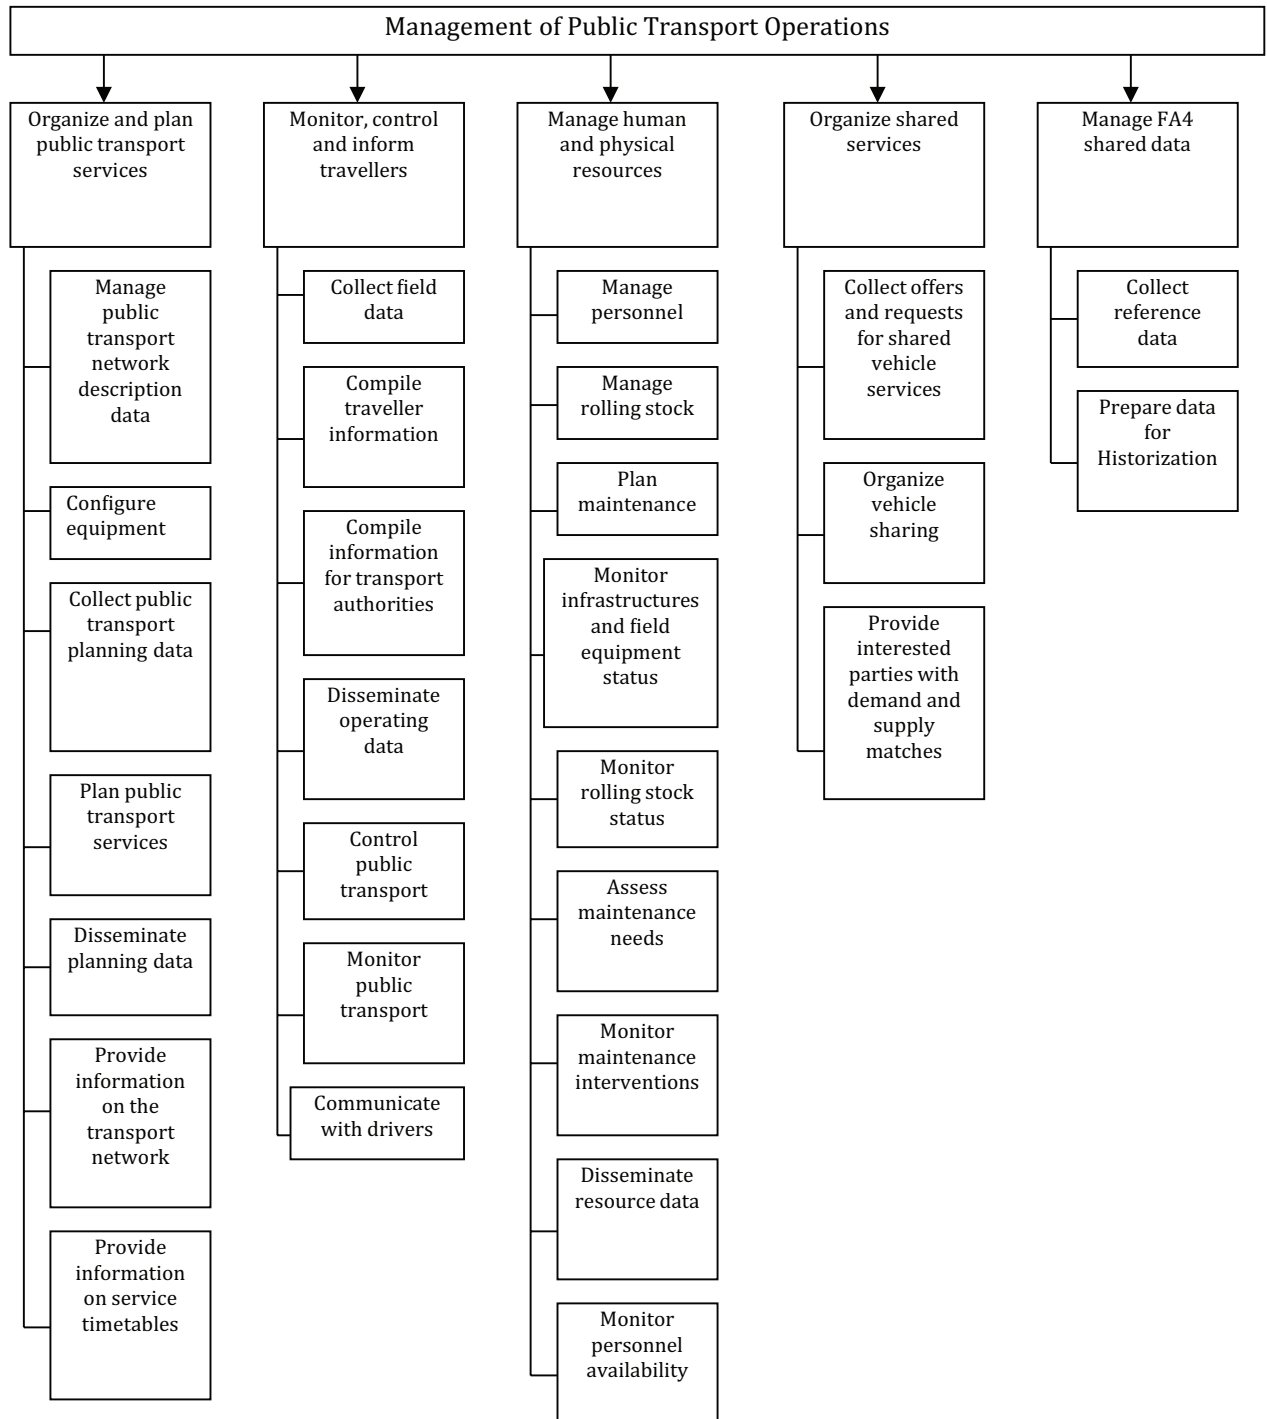 Management of Public Transport Operations
Organize and plan
public transport
services
Manage
public
transport
network
description
data
Configure
equipment
Collect public
transport
planning data
Plan public
transport
services
Disseminate
planning data
Provide
information
on the
transport
network
Provide
information
on service
timetables
Monitor, control
and inform
travellers
Collect field
data
Compile
traveller
information
Compile
information
for transport
authorities
Disseminate
operating
data
Control
public
transport
Monitor
public
transport
Communicate
with drivers
Manage human
and physical
resources
Manage
personnel
Manage
rolling stock
Plan
maintenance
Monitor
infrastructures
and field
equipment
status
Monitor
rolling stock
status
Assess
maintenance
needs
Monitor
maintenance
interventions
Disseminate
resource data
Monitor
personnel
availability
Organize shared
services
Collect offers
and requests
for shared
vehicle
services
Organize
vehicle
sharing
Provide
interested
parties with
demand and
supply
matches
Manage FA4
shared data
Collect
reference
data
Prepare data
for
Historization